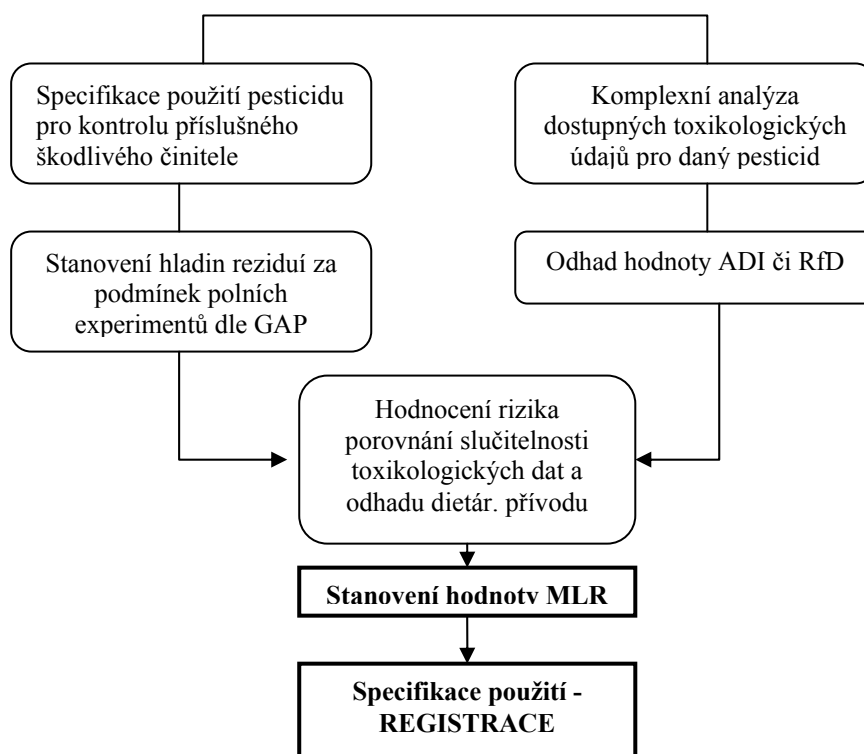 Specifikace použití pesticidu
pro kontrolu příslušného
škodlivého činitele
Komplexní analýza
dostupných toxikologických
údajů pro daný pesticid
Stanovení hladin reziduí za
podmínek polních
experimentů dle GAP
Odhad hodnoty ADI či RfD
Hodnocení rizika
porovnání slučitelnosti
toxikologických dat a
odhadu dietár. přívodu
Stanovení hodnoty MLR
Specifikace použití -
REGISTRACE